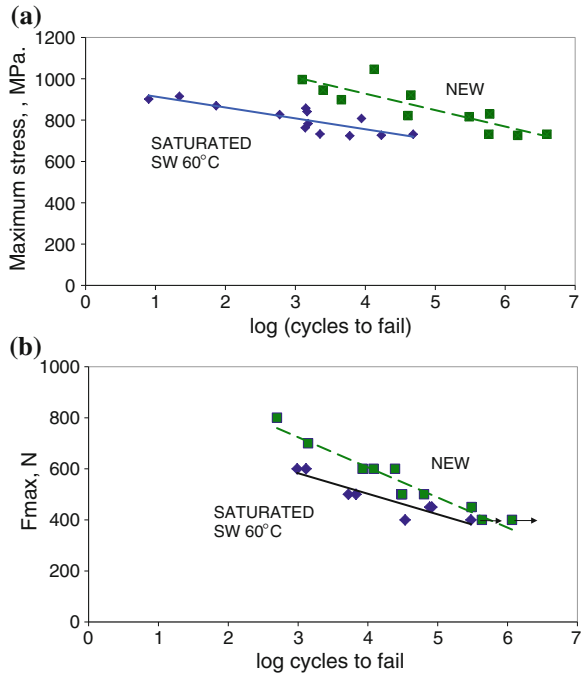 (a)
1200
1000
800
600
400
200
0
Maximum stress, , MPa.
NEW
SATURATED
SW 60°C
0 1 2 3 4 5 6 7
log (cycles to fail)
(b)
1000
800
600
400
200
0
Fmax, N
NEW
SATURATED
SW 60°C
0 1 2 3 4 5 6 7
log cycles to fail